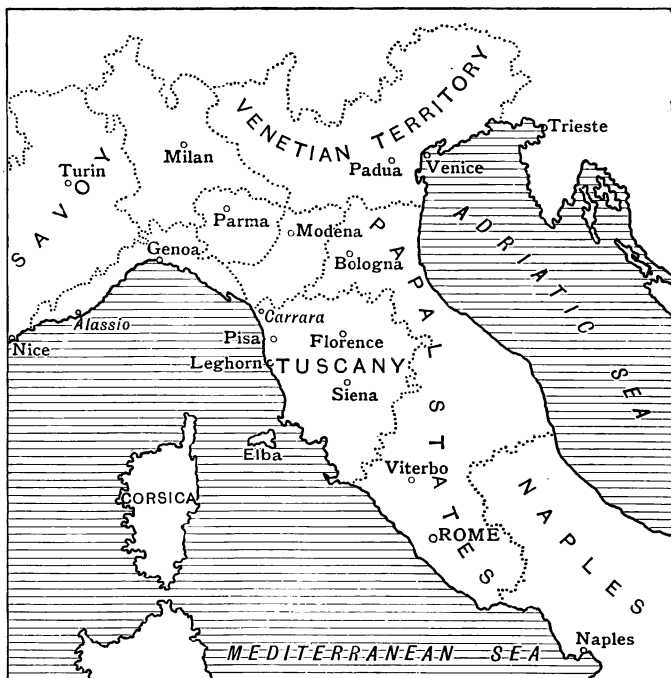 VENETIAN TERRITORY
Trieste
Milan
Padua
Venice
Turin
SAVOY
Parma
Modena
ADRIATIC SEA
Genoa
Bologna
PAPAL STATES
Alassio
Carrara
Nice
Pisa
Florence
Leghorn
TUSCANY
Siena
Elba
Viterbo
CORSICA
NAPLES
ROME
Naples
MEDITERRANEAN SEA